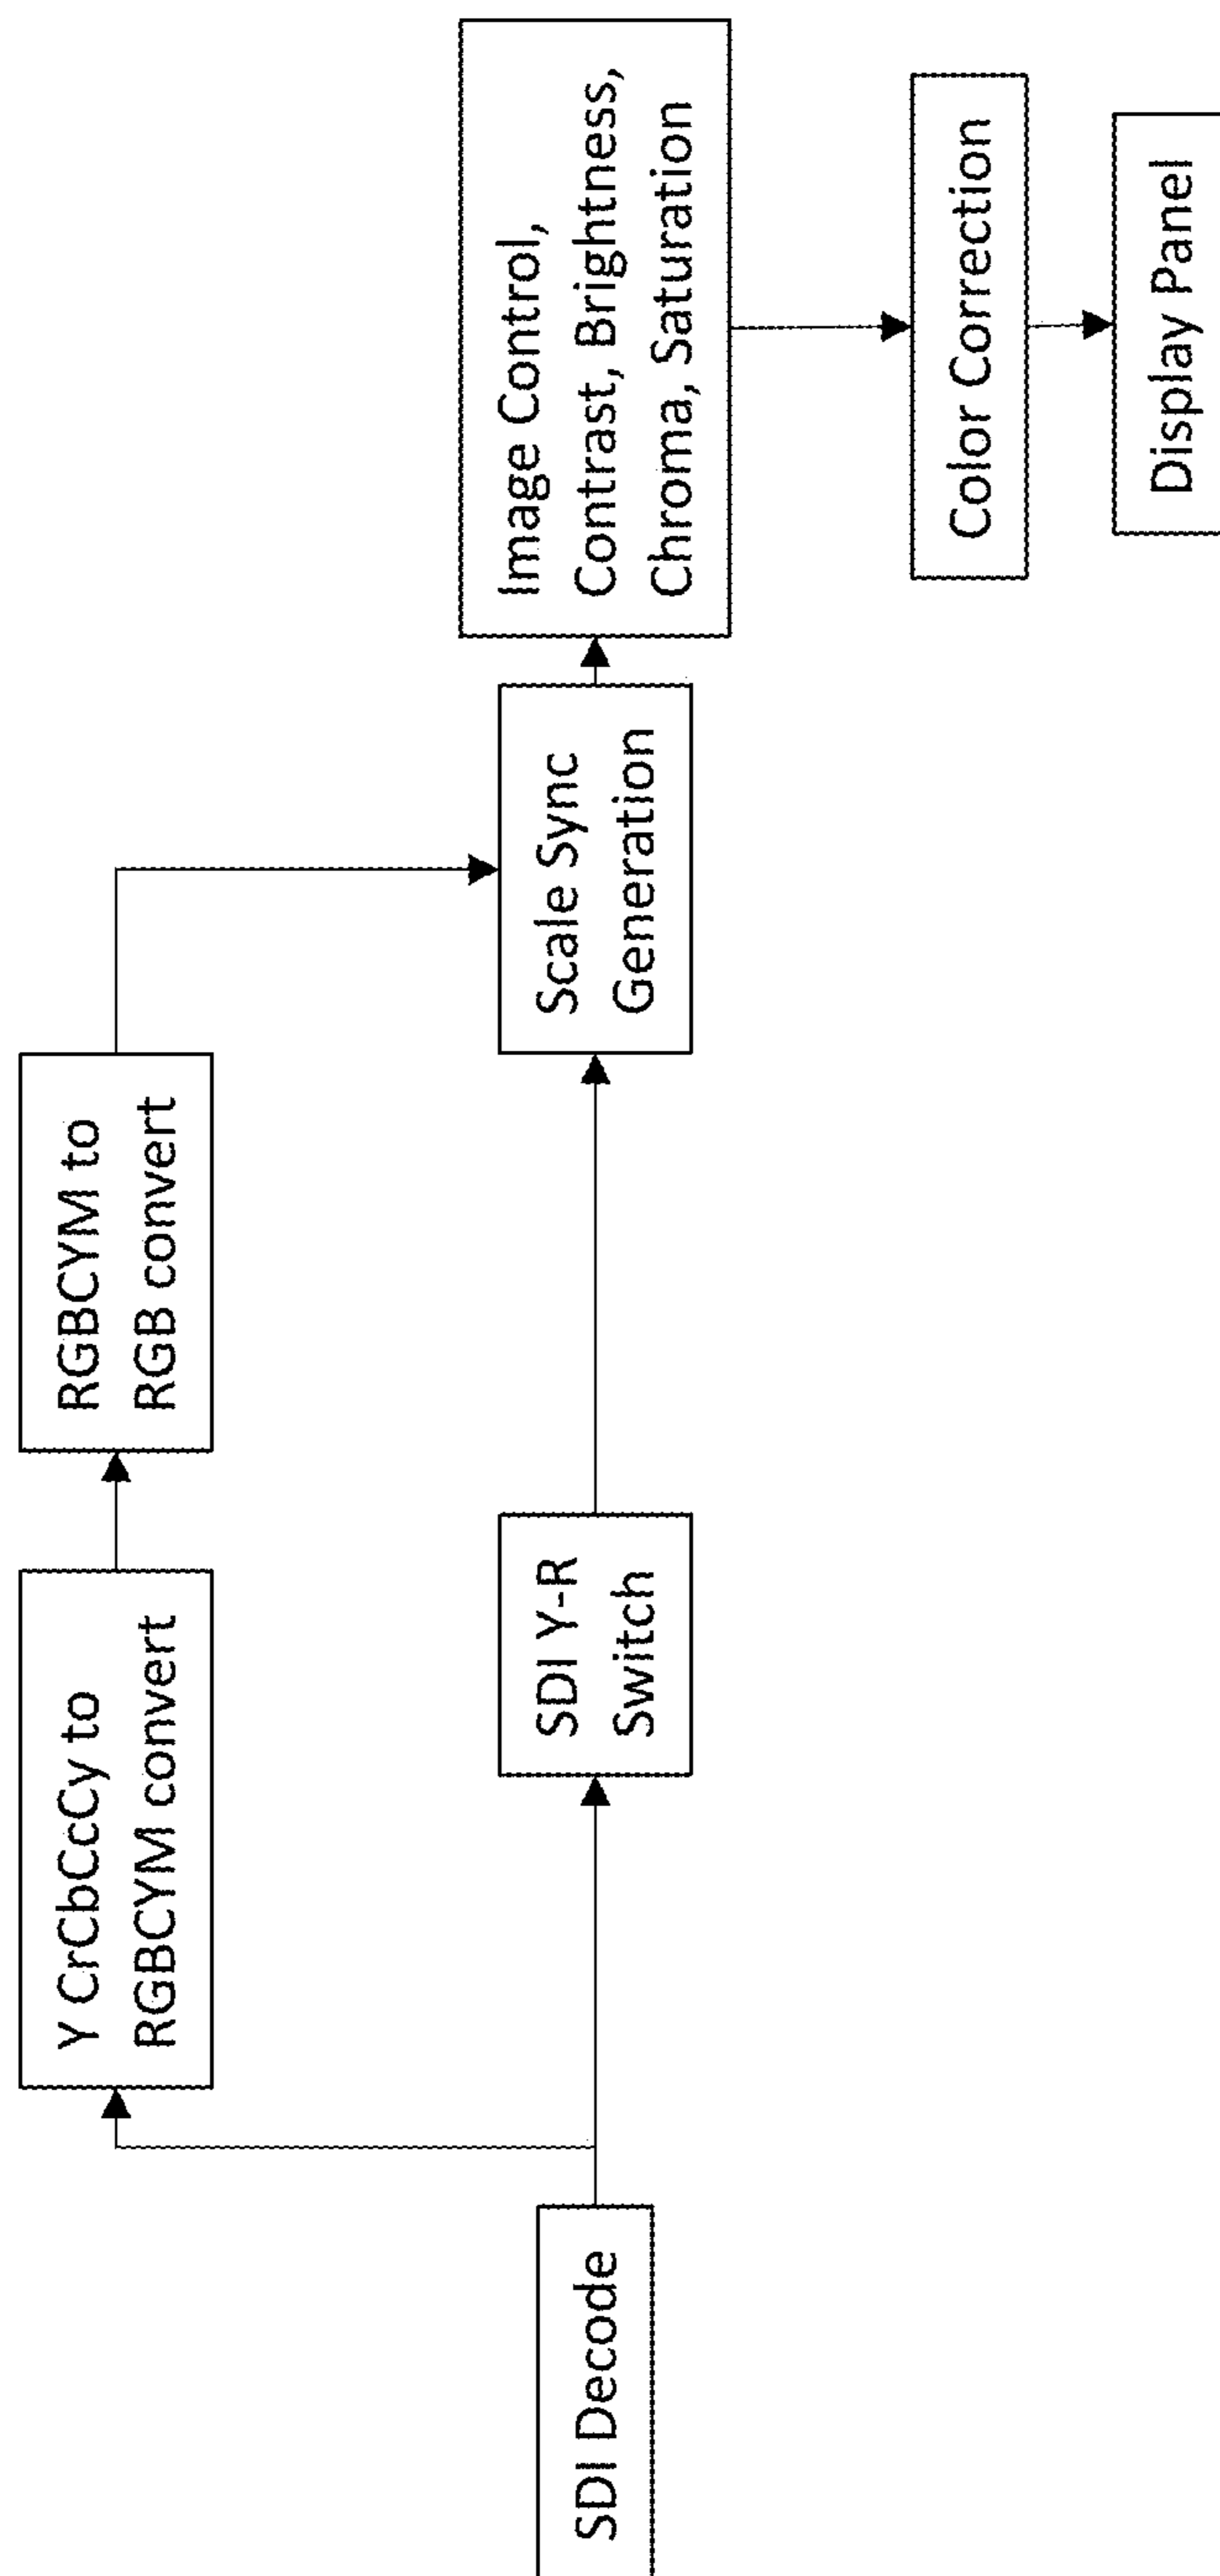 SDI Decode
Y CrCbCcCy to
RGBCYM convert
RGBCYM to
RGB convert
SDI Y-R
Switch
Scale Sync
Generation
Image Control,
Contrast, Brightness,
Chroma, Saturation
Color Correction
Display Panel